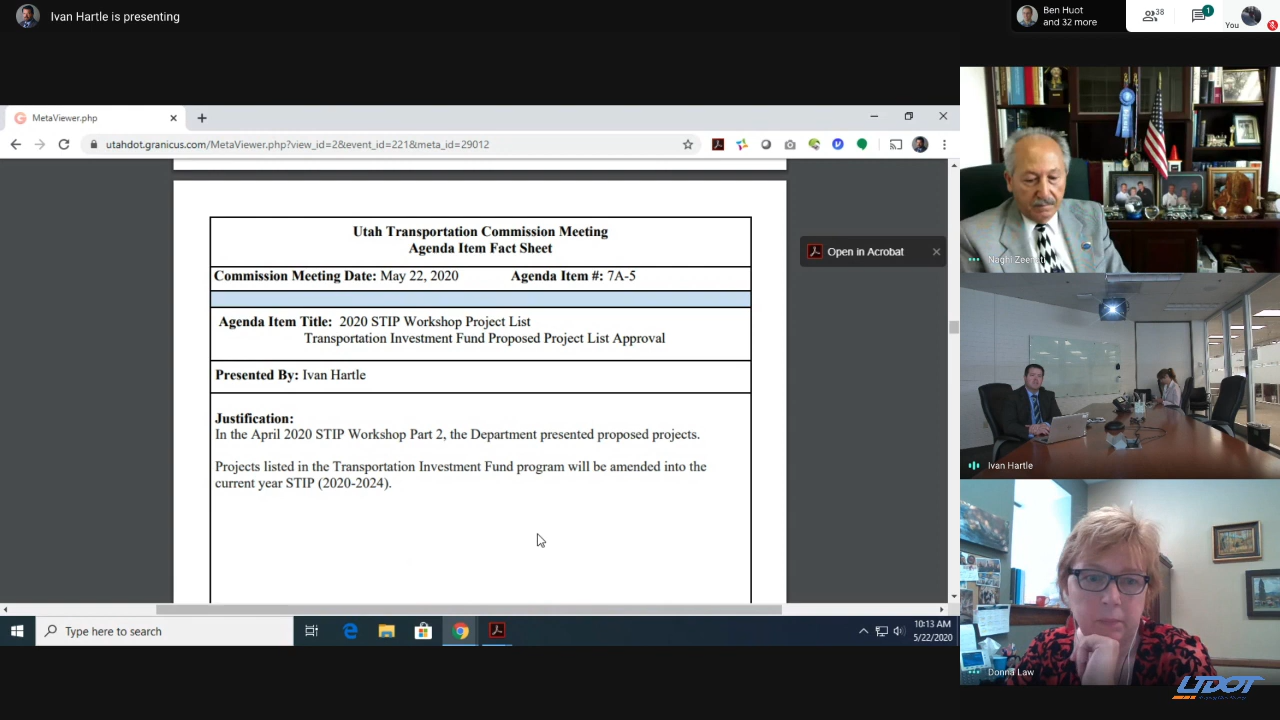 Ivan Hartle is presenting
Ben Huot
and 32 more
38
1
You
MetaViewer.php
utahdot.granicus.com/MetaViewer.php?view_id=2&event_id=221&meta_id=29012
Open in Acrobat
Utah Transportation Commission Meeting
Agenda Item Fact Sheet
Commission Meeting Date: May 22, 2020 Agenda Item #: 7A-5
Agenda Item Title: 2020 STIP Workshop Project List
Transportation Investment Fund Proposed Project List Approval
Presented By: Ivan Hartle
Justification:
In the April 2020 STIP Workshop Part 2, the Department presented proposed projects.
Projects listed in the Transportation Investment Fund program will be amended into the
current year STIP (2020-2024).
Type here to search
10:13 AM
5/22/2020
Naghi
Ivan Hartle
Donna Law
UDOT